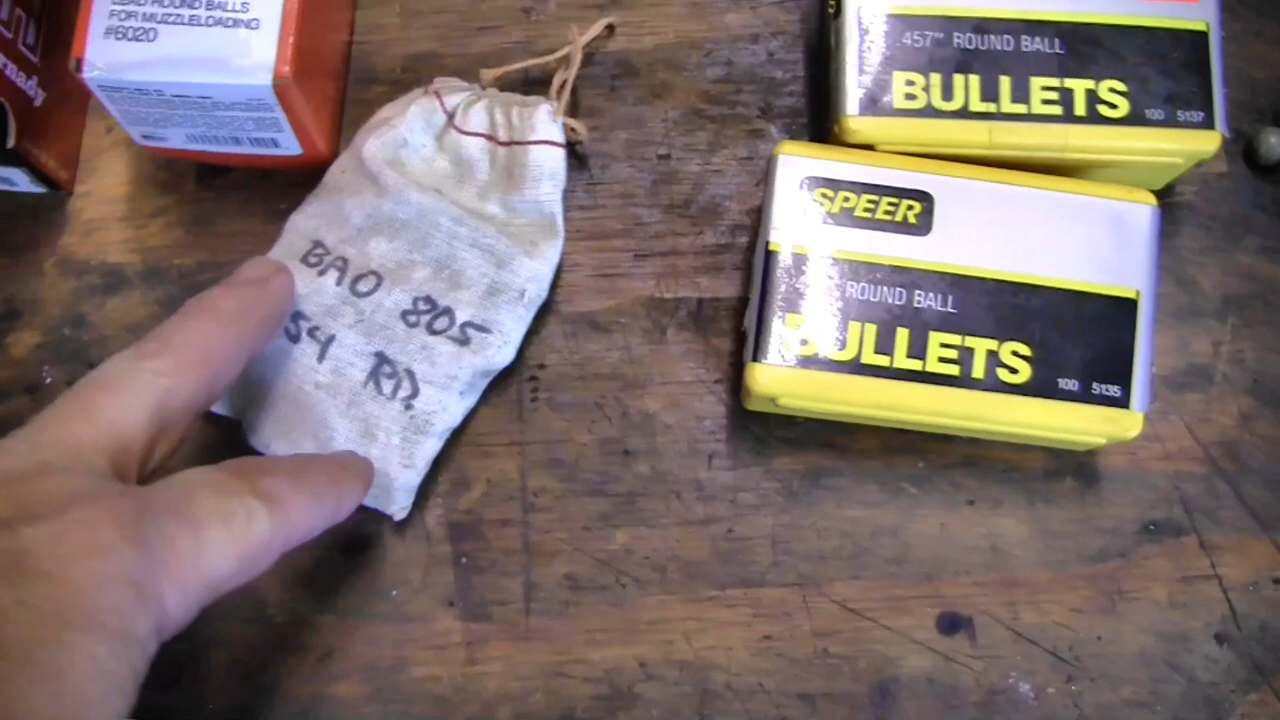 LEAD ROUND BALLS
FOR MUZZLELOADING
#6020
BAO 805
54 RD.
.457" ROUND BALL
BULLETS
100 5137
SPEER
ROUND BALL
BULLETS
100 5135